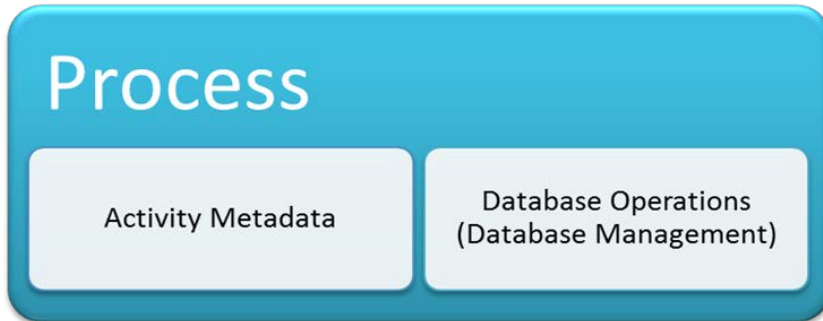 Process
Activity Metadata
Database Operations
(Database Management)